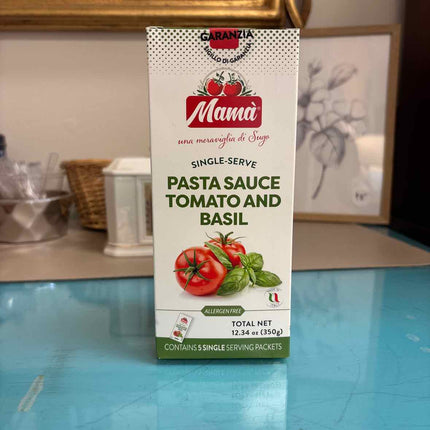 GARANZIA
SIGILLO DI GARANZIA
Mamà
una meraviglia di Sugo
SINGLE-SERVE
PASTA SAUCE
TOMATO AND
BASIL
ALLERGEN FREE
TOTAL NET
12.34 oz (350g)
CONTAINS 5 SINGLE SERVING PACKETS